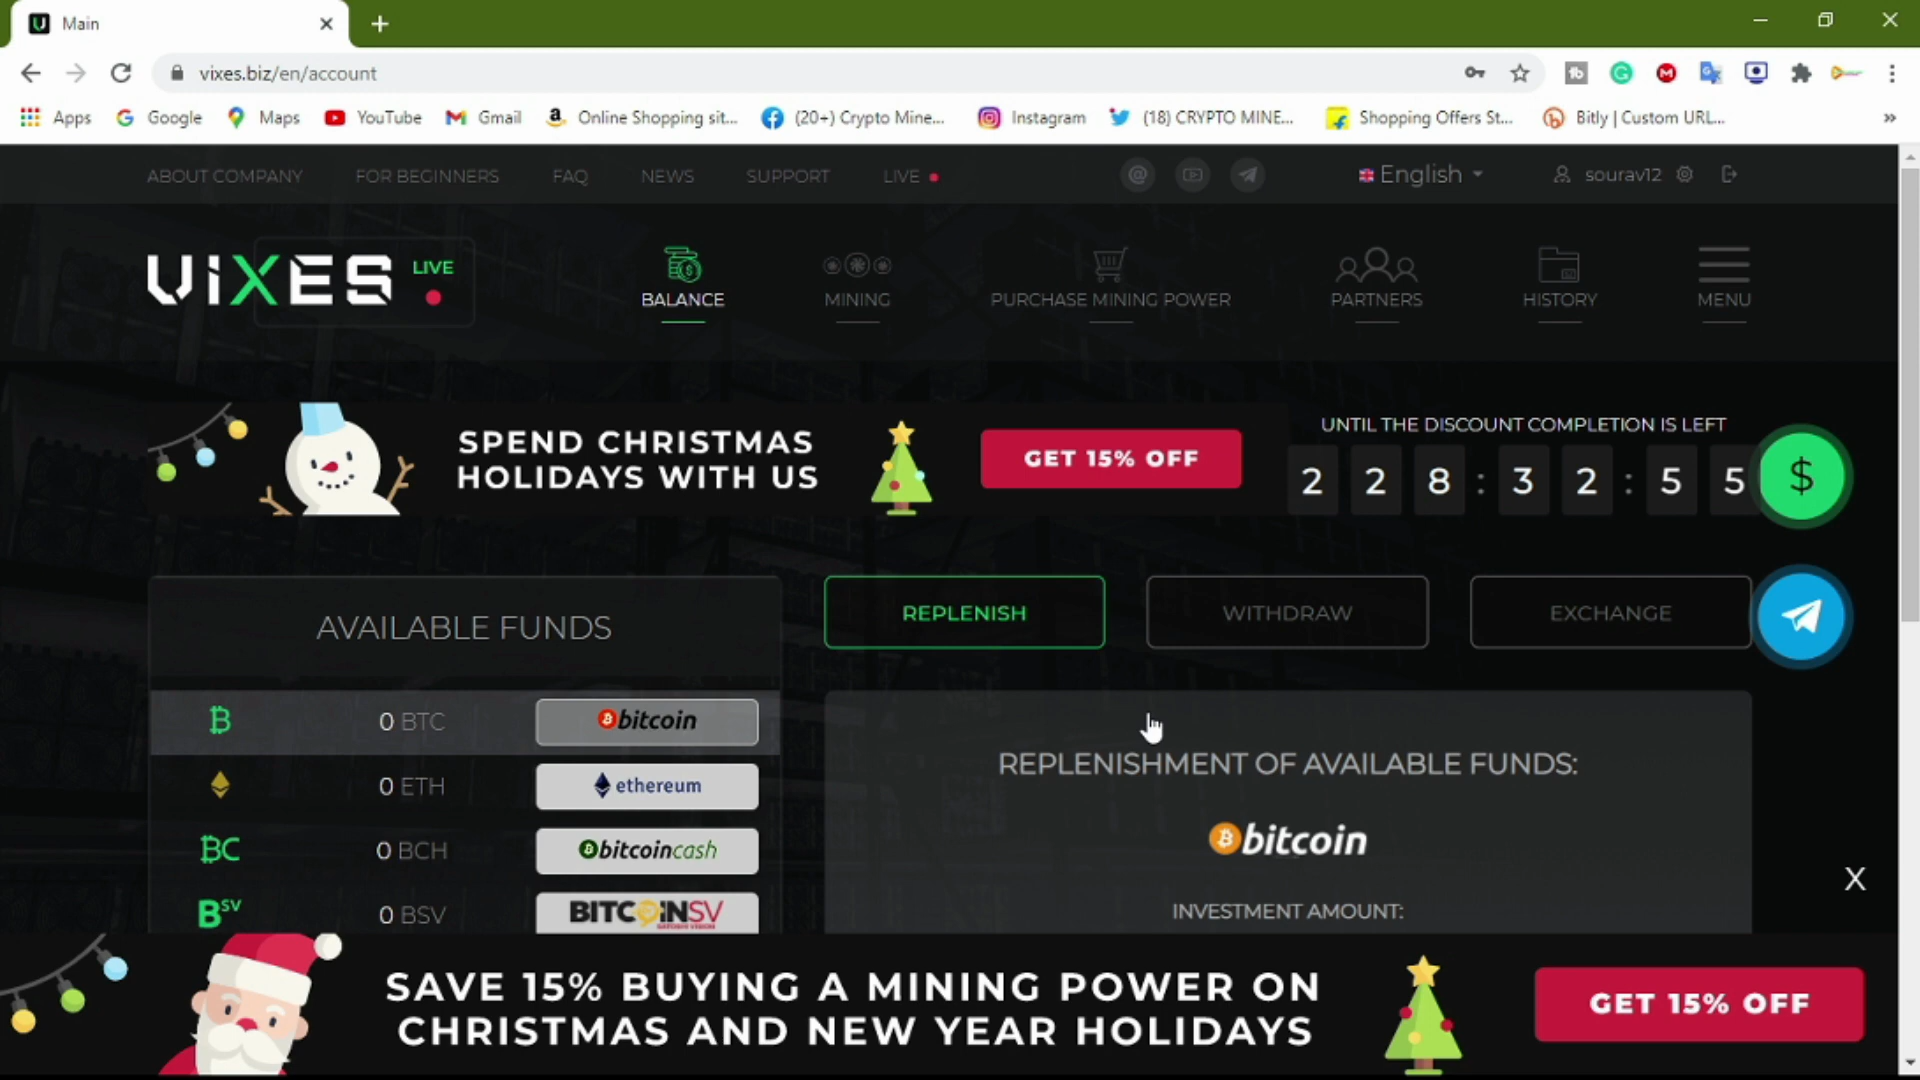 Main
vixes.biz/en/account
Apps Google Maps YouTube Gmail Online Shopping sit... (20+) Crypto Mine... Instagram (18) CRYPTO MINE... Shopping Offers St... Bitly | Custom URL... »
ABOUT COMPANY FOR BEGINNERS FAQ NEWS SUPPORT LIVE English sourav12
ViXES LIVE
BALANCE MINING PURCHASE MINING POWER PARTNERS HISTORY MENU
SPEND CHRISTMAS
HOLIDAYS WITH US
GET 15% OFF
UNTIL THE DISCOUNT COMPLETION IS LEFT
2 2 8 : 3 2 : 5 5
$
AVAILABLE FUNDS
REPLENISH WITHDRAW EXCHANGE
0 BTC bitcoin
0 ETH ethereum
BC 0 BCH bitcoincash
BSV 0 BSV BITCOINSV
REPLENISHMENT OF AVAILABLE FUNDS:
bitcoin
INVESTMENT AMOUNT:
X
SAVE 15% BUYING A MINING POWER ON
CHRISTMAS AND NEW YEAR HOLIDAYS
GET 15% OFF